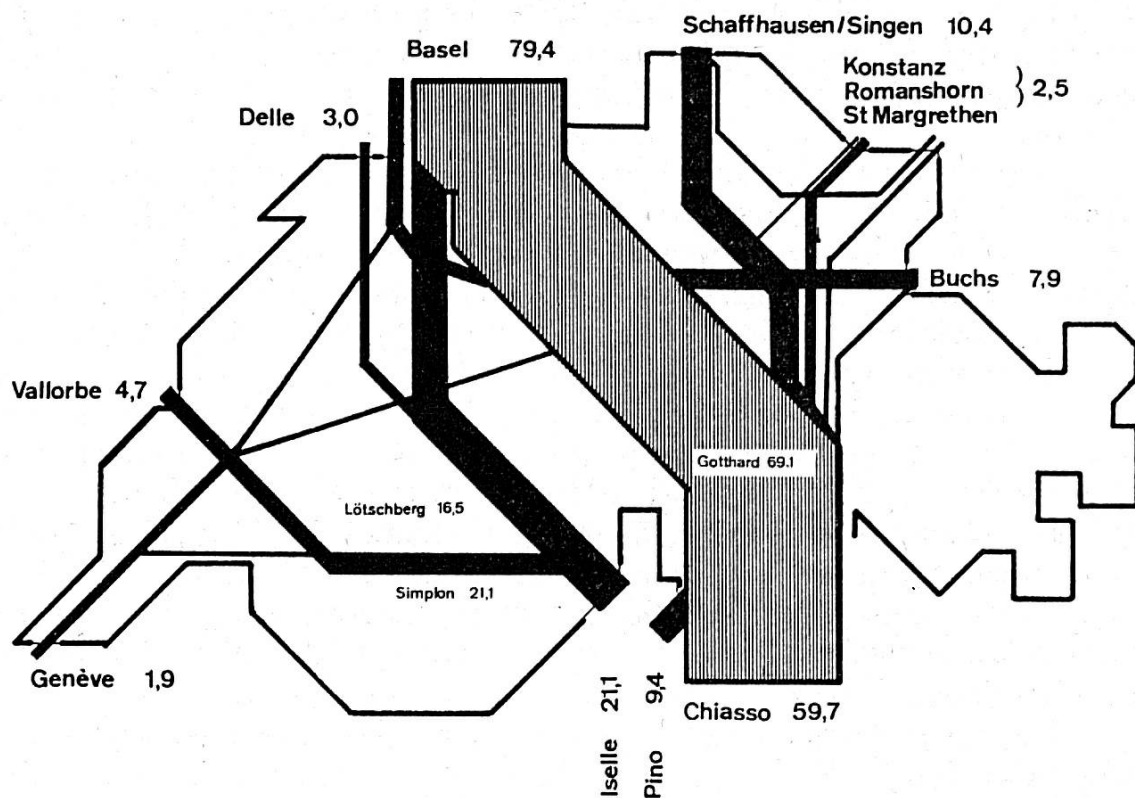 Schaffhausen/Singen 10,4
Basel 79,4
Konstanz
Romanshorn } 2,5
St Margrethen
Delle 3,0
Buchs 7,9
Vallorbe 4,7
Gotthard 69.1
Lötschberg 16,5
Simplon 21,1
Genève 1,9
Iselle 21,1
Pino 9,4
Chiasso 59,7